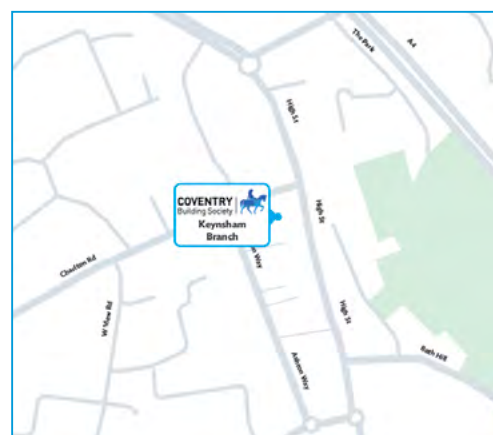 A4
The Park
High St
COVENTRY
Building Society
Keynsham
Branch
High St
Charlton Rd
Way
W View Rd
High St
Ashton Way
Bath Hill